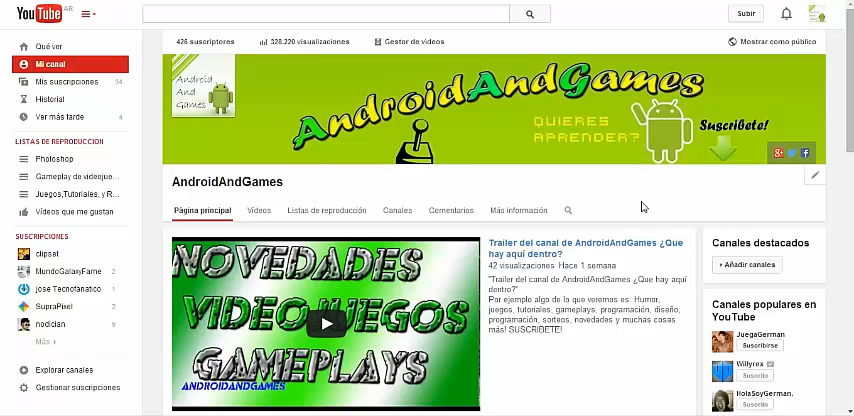 YouTube AR
Subir
426 suscriptores 328.220 visualizaciones Gestor de vídeos Mostrar como público
Qué ver
Mi canal
Mis suscripciones 34
Historial
Ver más tarde 4
LISTAS DE REPRODUCCIÓN
Photoshop
Gameplay de videojue...
Juegos,Tutoriales, y R...
Vídeos que me gustan
SUSCRIPCIONES
clipset
MundoGalaxyFame 2
jose Tecnofanatico 1
SupraPixel 2
nodician 9
Más
Explorar canales
Gestionar suscripciones
Android
And
Games
AndroidAndGames
QUIERES
APRENDER?
Suscribete!
AndroidAndGames
Página principal Vídeos Listas de reproducción Canales Comentarios Más información
NOVEDADES
VIDEOJUEGOS
GAMEPLAYS
ANDROIDANDGAMES
Trailer del canal de AndroidAndGames ¿Que
hay aquí dentro?
42 visualizaciones Hace 1 semana
"Trailer del canal de AndroidAndGames ¿Que hay aquí
dentro?"
Por ejemplo algo de lo que veremos es: Humor,
juegos, tutoriales, gameplays, programación, diseño,
programación, sorteos, novedades y muchas cosas
más! SUSCRIBETE!
Canales destacados
+ Añadir canales
Canales populares en
YouTube
JuegaGerman
Suscribirse
Willyrex
Suscrito
HolaSoyGerman.
Suscrito